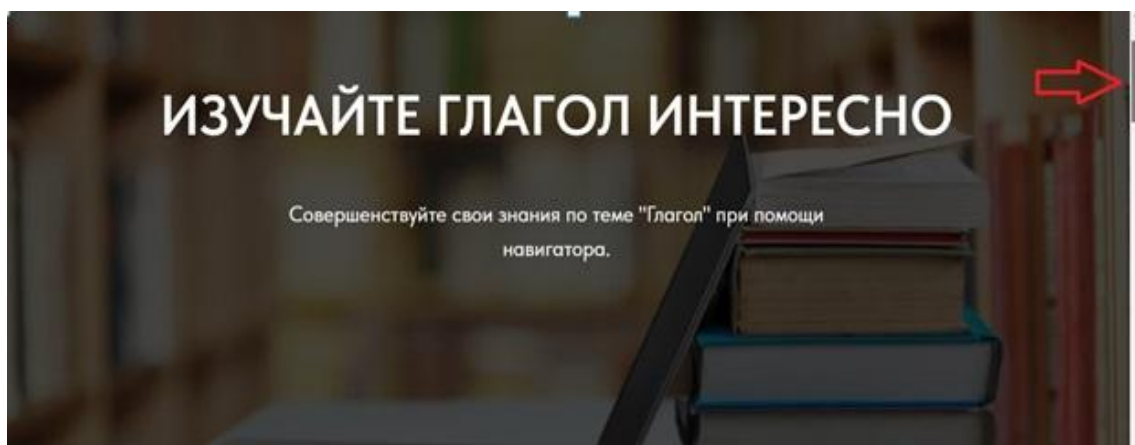 ИЗУЧАЙТЕ ГЛАГОЛ ИНТЕРЕСНО
Совершенствуйте свои знания по теме "Глагол" при помощи
навигатора.